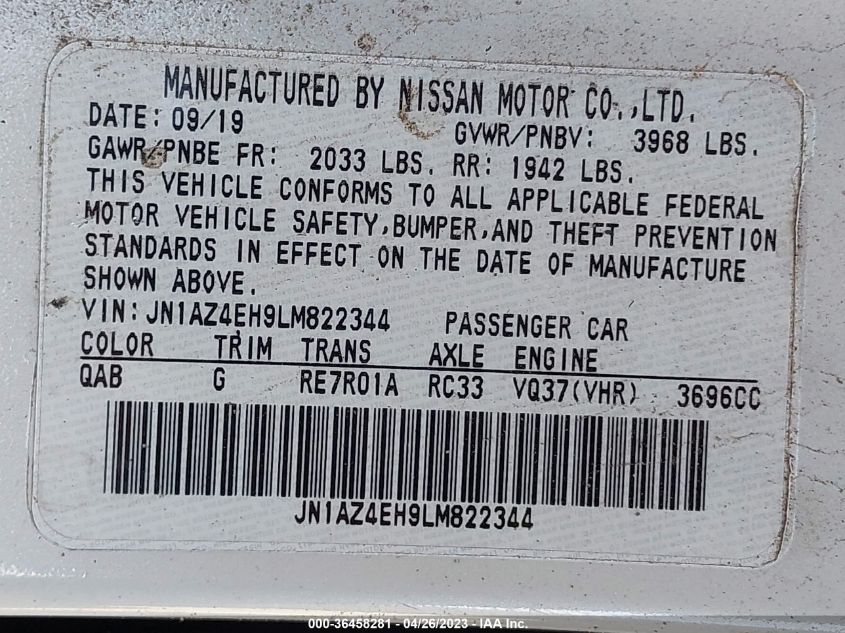 MANUFACTURED BY NISSAN MOTOR CO.,LTD.
DATE: 09/19 GVWR/PNBV: 3968 LBS.
GAWR/PNBE FR: 2033 LBS. RR: 1942 LBS.
THIS VEHICLE CONFORMS TO ALL APPLICABLE FEDERAL
MOTOR VEHICLE SAFETY,BUMPER,AND THEFT PREVENTION
STANDARDS IN EFFECT ON THE DATE OF MANUFACTURE
SHOWN ABOVE.
VIN: JN1AZ4EH9LM822344 PASSENGER CAR
COLOR TRIM TRANS AXLE ENGINE
QAB G RE7R01A RC33 VQ37(VHR) 3696CC
JN1AZ4EH9LM822344
000-36458281 - 04/26/2023 - IAA Inc.